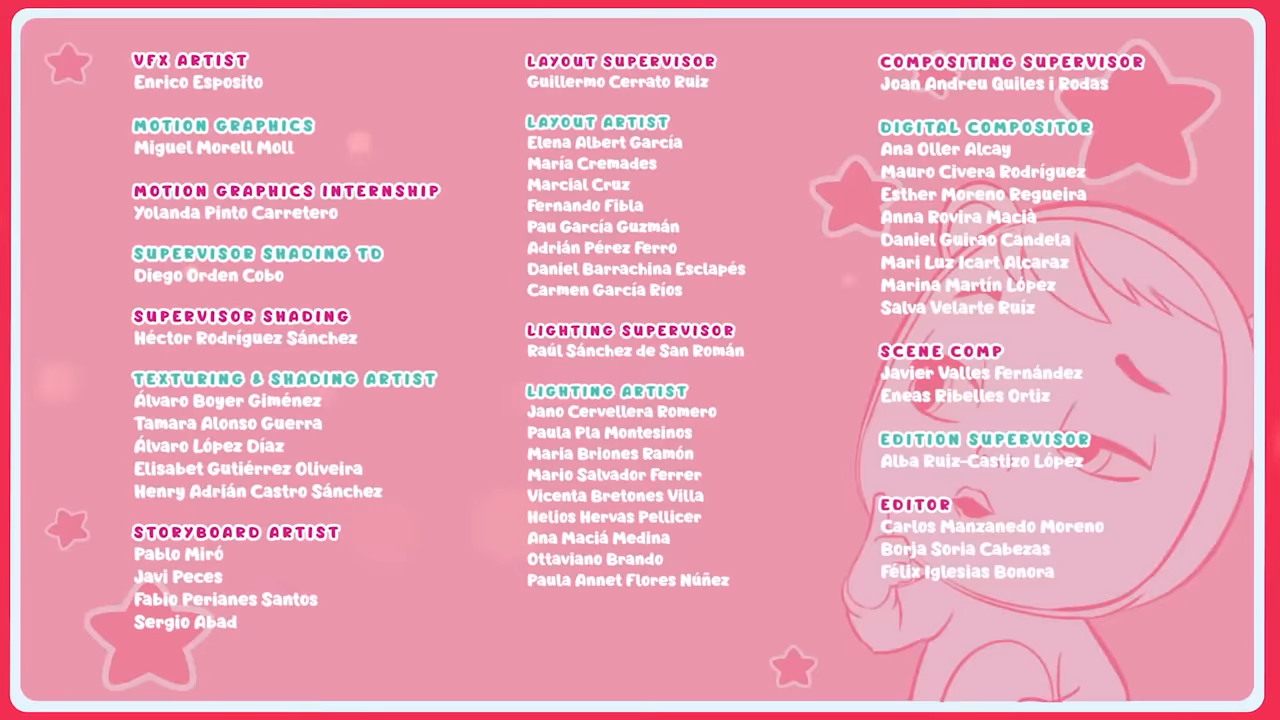 VFX ARTIST
Enrico Esposito
MOTION GRAPHICS
Miguel Morell Moll
MOTION GRAPHICS INTERNSHIP
Yolanda Pinto Carretero
SUPERVISOR SHADING TD
Diego Orden Cobo
SUPERVISOR SHADING
Héctor Rodríguez Sánchez
TEXTURING & SHADING ARTIST
Álvaro Boyer Giménez
Tamara Alonso Guerra
Álvaro López Díaz
Elisabet Gutiérrez Oliveira
Henry Adrián Castro Sánchez
STORYBOARD ARTIST
Pablo Miró
Javi Peces
Fabio Perianes Santos
Sergio Abad
LAYOUT SUPERVISOR
Guillermo Cerrato Ruiz
LAYOUT ARTIST
Elena Albert García
María Cremades
Marcial Cruz
Fernando Fibla
Pau García Guzmán
Adrián Pérez Ferro
Daniel Barrachina Esclapés
Carmen García Ríos
LIGHTING SUPERVISOR
Raúl Sánchez de San Román
LIGHTING ARTIST
Jano Cervellera Romero
Paula Pla Montesinos
María Briones Ramón
Mario Salvador Ferrer
Vicenta Bretones Villa
Helios Hervas Pellicer
Ana Maciá Medina
Ottaviano Brando
Paula Annet Flores Núñez
COMPOSITING SUPERVISOR
Joan Andreu Quiles i Rodas
DIGITAL COMPOSITOR
Ana Oller Alcay
Mauro Civera Rodríguez
Esther Moreno Regueira
Anna Rovira Macià
Daniel Guirao Candela
Mari Luz Icart Alcaraz
Marina Martín López
Salva Velarte Ruíz
SCENE COMP
Javier Valles Fernández
Eneas Ribelles Ortiz
EDITION SUPERVISOR
Alba Ruiz-Castizo López
EDITOR
Carlos Manzanedo Moreno
Borja Soria Cabezas
Félix Iglesias Bonora